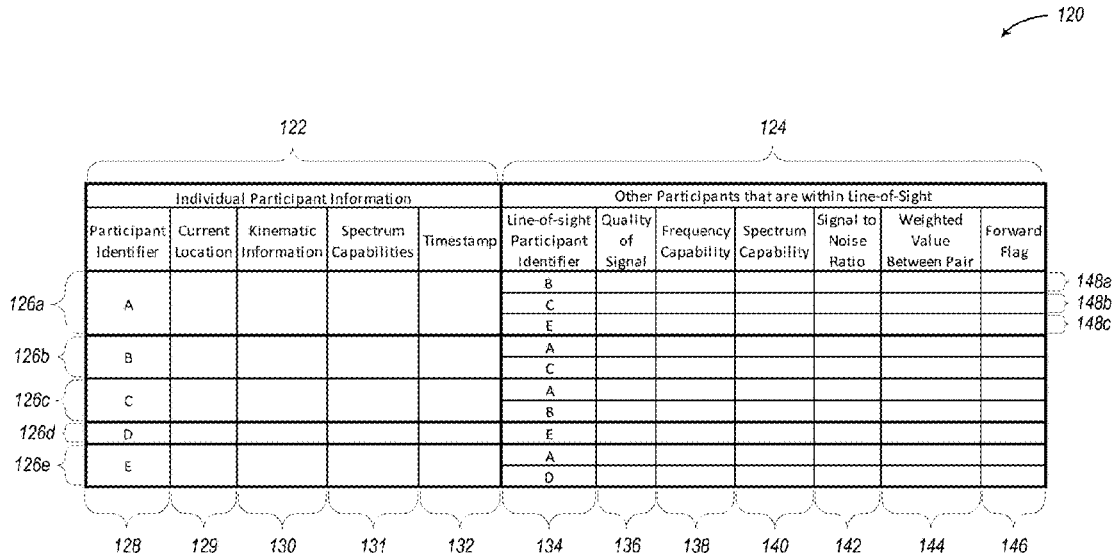 120
122 124
Individual Participant Information Other Participants that are within Line-of-Sight
Participant Identifier Current Location Kinematic Information Spectrum Capabilities Timestamp Line-of-sight Participant Identifier Quality of Signal Frequency Capability Spectrum Capability Signal to Noise Ratio Weighted Value Between Pair Forward Flag
B 148a
126a A C 148b
E 148c
126b B A
C
126c C A
B
126d D E
126e E A
D
128 129 130 131 132 134 136 138 140 142 144 146